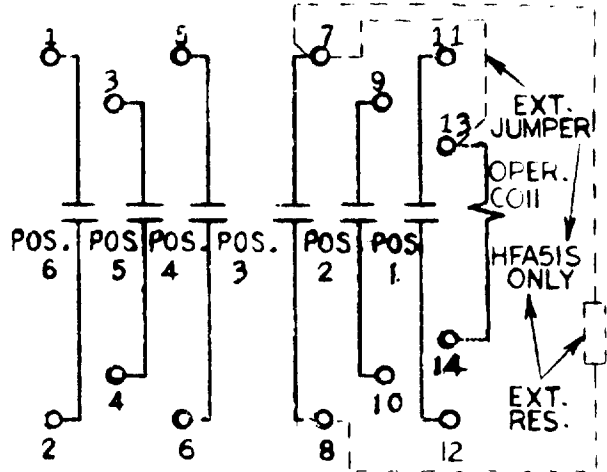 1
3
5
7
9
11
13
EXT.
JUMPER
OPER.
COIL
HFA51S
ONLY
POS.
6
POS.
5
POS.
4
POS.
3
POS.
2
POS.
1
14
EXT.
RES.
2
4
6
8
10
12